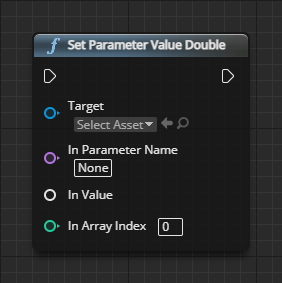 f Set Parameter Value Double
Target
Select Asset
In Parameter Name
None
In Value
In Array Index 0